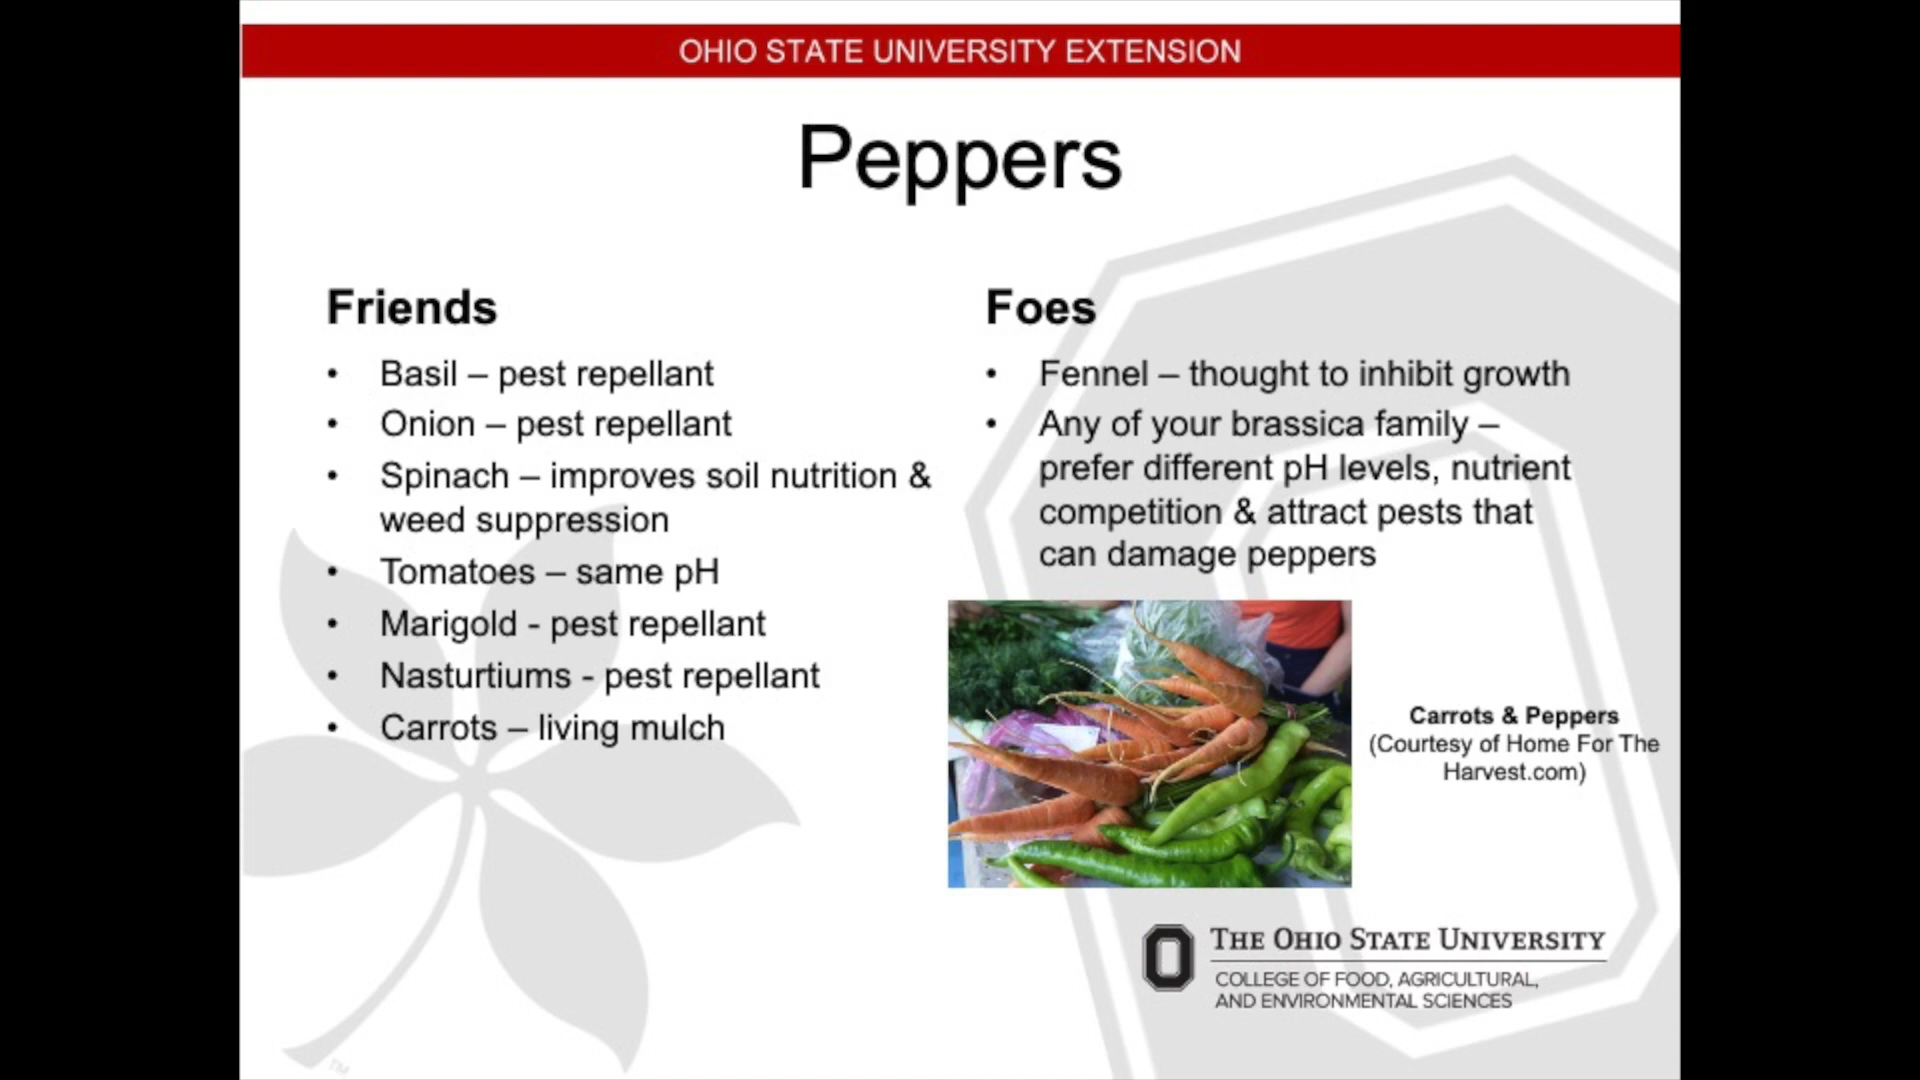 OHIO STATE UNIVERSITY EXTENSION
Peppers
Friends
• Basil – pest repellant
• Onion – pest repellant
• Spinach – improves soil nutrition &
weed suppression
• Tomatoes – same pH
• Marigold - pest repellant
• Nasturtiums - pest repellant
• Carrots – living mulch
Foes
• Fennel – thought to inhibit growth
• Any of your brassica family –
prefer different pH levels, nutrient
competition & attract pests that
can damage peppers
Carrots & Peppers
(Courtesy of Home For The
Harvest.com)
THE OHIO STATE UNIVERSITY
COLLEGE OF FOOD, AGRICULTURAL,
AND ENVIRONMENTAL SCIENCES
TM